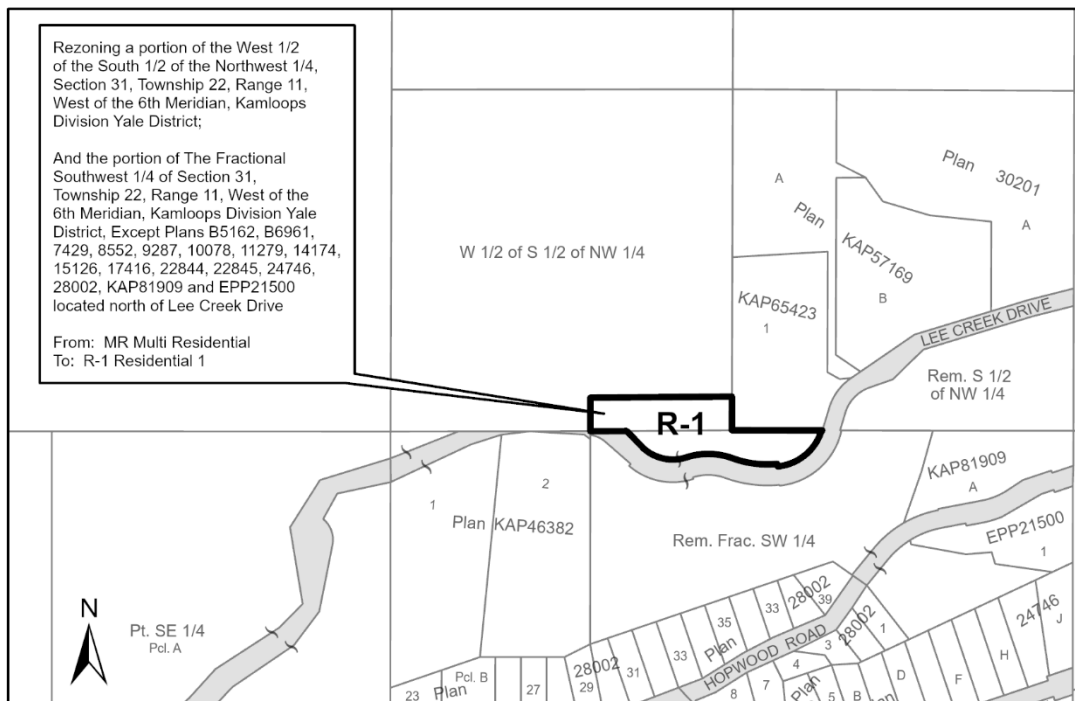 Rezoning a portion of the West 1/2
of the South 1/2 of the Northwest 1/4,
Section 31, Township 22, Range 11,
West of the 6th Meridian, Kamloops
Division Yale District;
And the portion of The Fractional
Southwest 1/4 of Section 31,
Township 22, Range 11, West of the
6th Meridian, Kamloops Division Yale
District, Except Plans B5162, B6961,
7429, 8552, 9287, 10078, 11279, 14174,
15126, 17416, 22844, 22845, 24746,
28002, KAP81909 and EPP21500
located north of Lee Creek Drive
From: MR Multi Residential
To: R-1 Residential 1
Plan 30201
A
A
Plan
KAP57169
B
W 1/2 of S 1/2 of NW 1/4
KAP65423
1
LEE CREEK DRIVE
Rem. S 1/2
of NW 1/4
R-1
KAP81909
A
2
1
Plan KAP46382
EPP21500
1
Rem. Frac. SW 1/4
N
Pt. SE 1/4
Pcl. A
28002
39
33
35
Plan
33
31
28002
29
27
Pcl. B
23
Plan
HOPWOOD ROAD
28002
1
3
4
7
8
Plan
5
B
D
F
H
24746
J